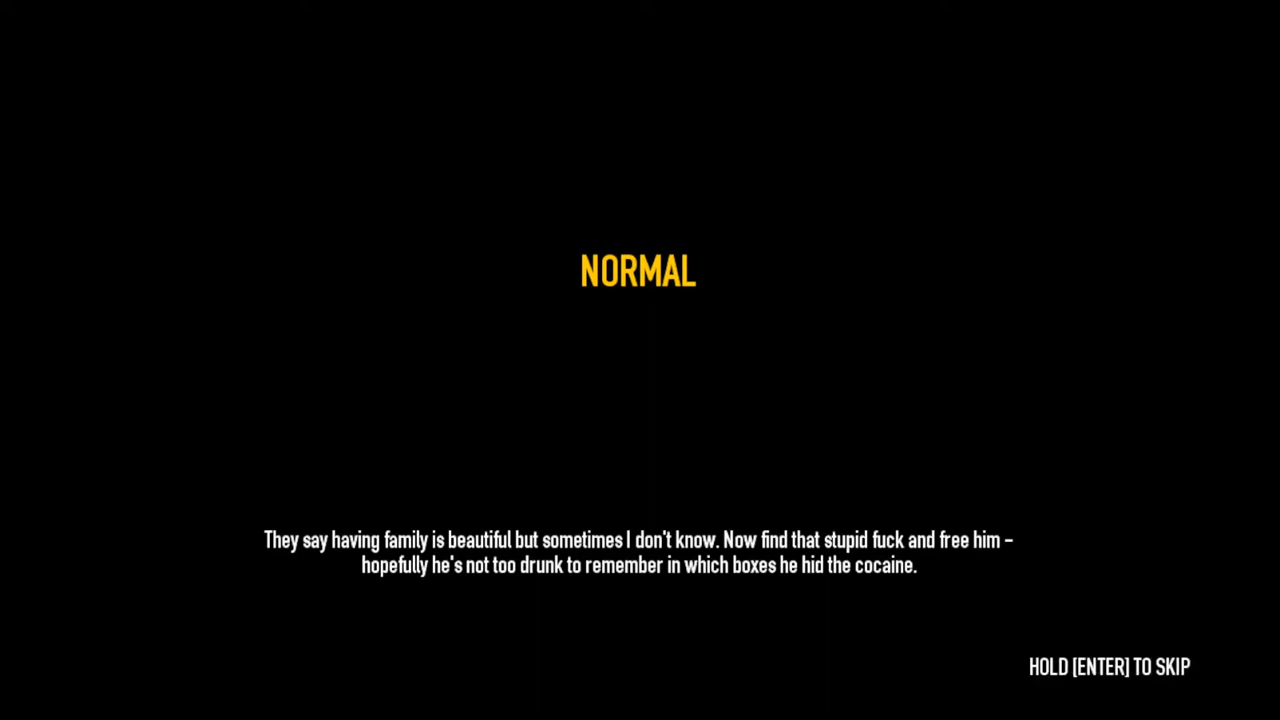 NORMAL
They say having family is beautiful but sometimes I don't know. Now find that stupid fuck and free him –
hopefully he's not too drunk to remember in which boxes he hid the cocaine.
HOLD [ENTER] TO SKIP